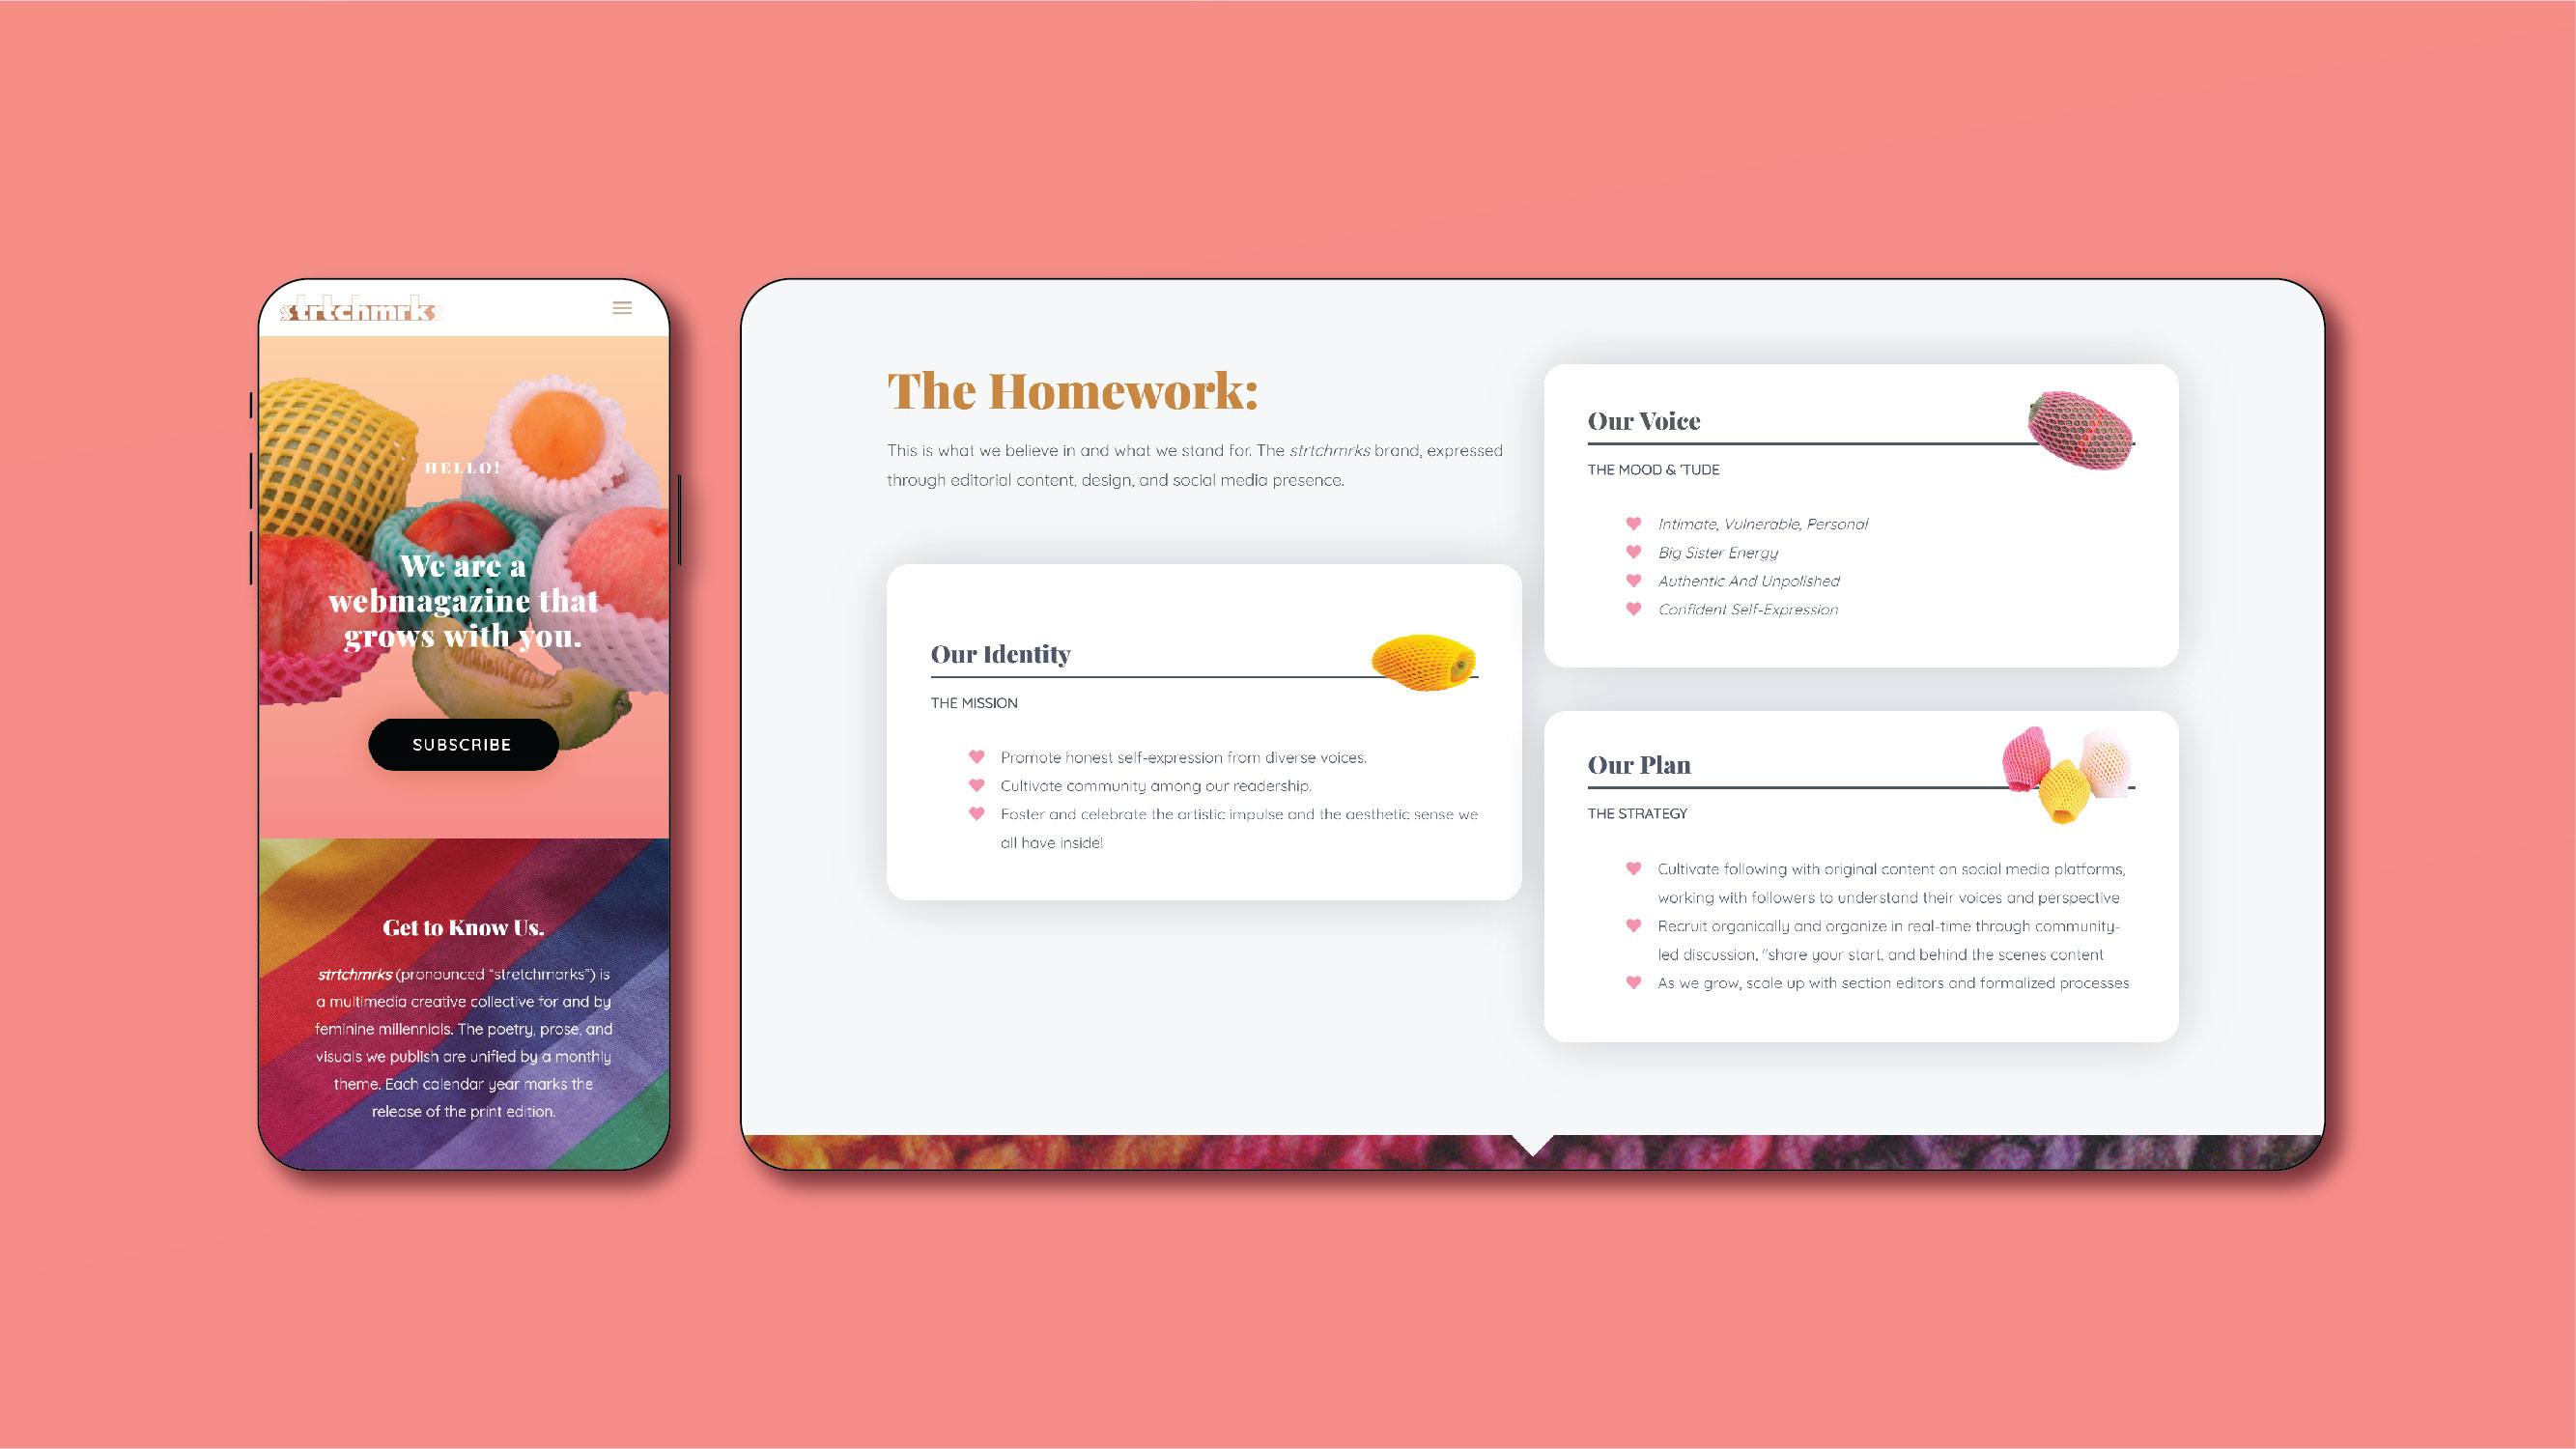 strtchmrks
HELLO!
We are a
webmagazine that
grows with you.
SUBSCRIBE
Get to Know Us.
strtchmrks (pronounced “stretchmarks”) is
a multimedia creative collective for and by
feminine millennials. The poetry, prose, and
visuals we publish are unified by a monthly
theme. Each calendar year marks the
release of the print edition.
The Homework:
This is what we believe in and what we stand for. The strtchmrks brand, expressed
through editorial content, design, and social media presence.
Our Identity
THE MISSION
Promote honest self-expression from diverse voices.
Cultivate community among our readership.
Foster and celebrate the artistic impulse and the aesthetic sense we
all have inside!
Our Voice
THE MOOD & 'TUDE
Intimate, Vulnerable, Personal
Big Sister Energy
Authentic And Unpolished
Confident Self-Expression
Our Plan
THE STRATEGY
Cultivate following with original content on social media platforms,
working with followers to understand their voices and perspective
Recruit organically and organize in real-time through community-
led discussion, "share your start, and behind the scenes content
As we grow, scale up with section editors and formalized processes